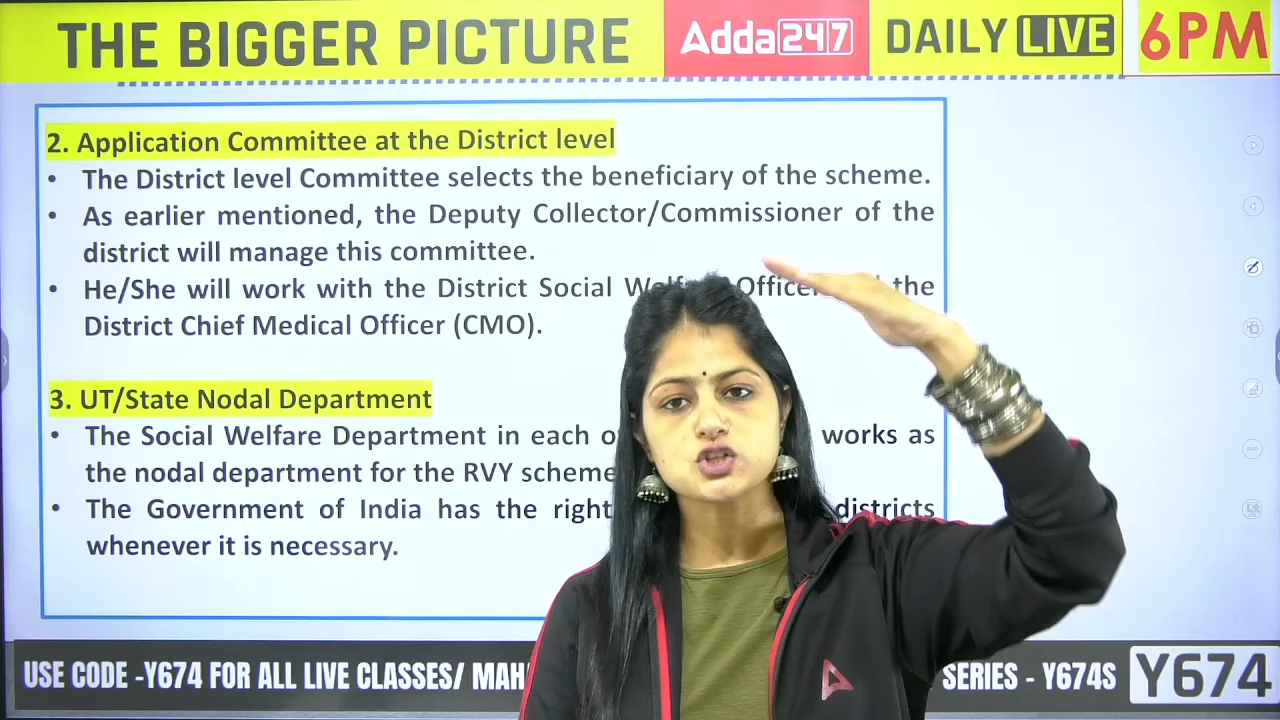 THE BIGGER PICTURE
Adda247
DAILY LIVE
6PM
2. Application Committee at the District level
• The District level Committee selects the beneficiary of the scheme.
• As earlier mentioned, the Deputy Collector/Commissioner of the
district will manage this committee.
• He/She will work with the District Social Officer the
District Chief Medical Officer (CMO).
3. UT/State Nodal Department
• The Social Welfare Department in each works as
the nodal department for the RVY scheme
• The Government of India has the right districts
whenever it is necessary.
USE CODE -Y674 FOR ALL LIVE CLASSES/ SERIES - Y674S
Y674